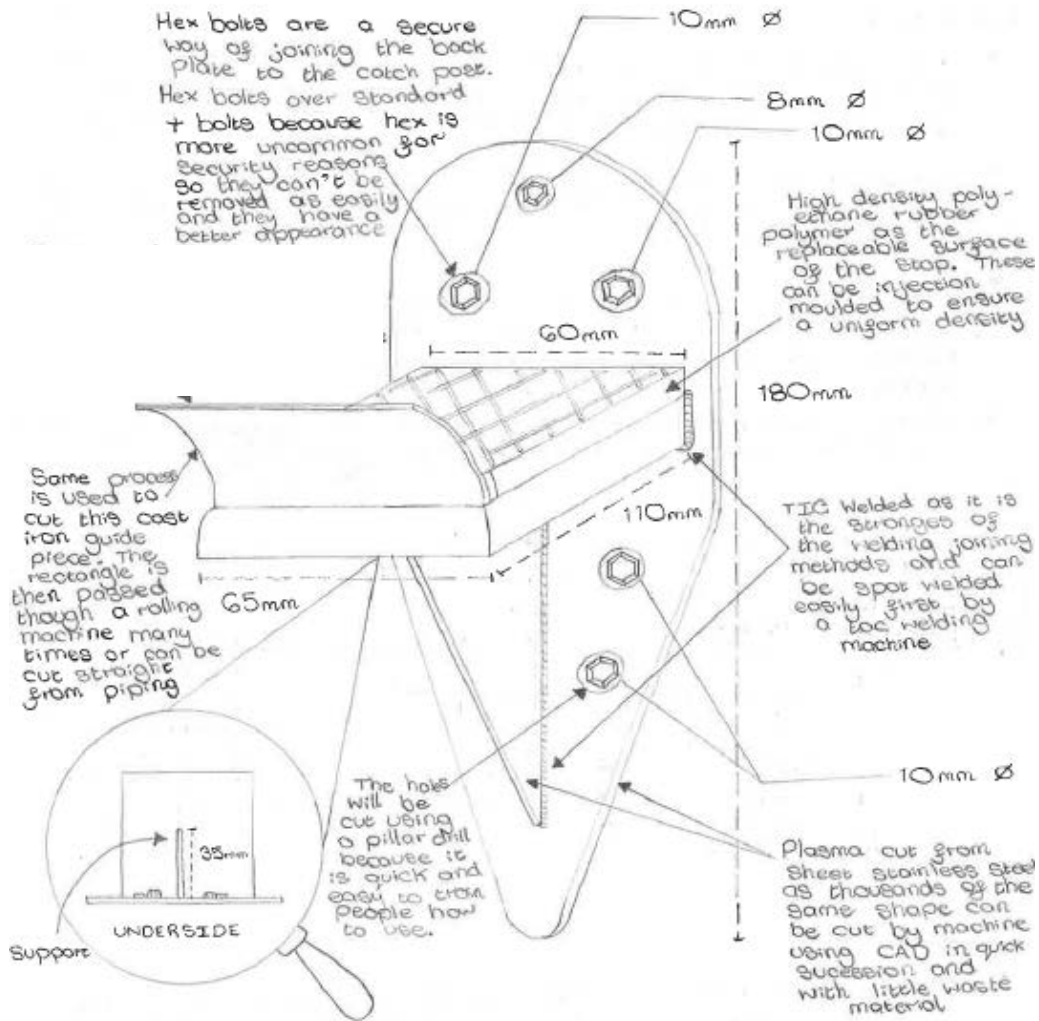 Hex bolts are a secure
way of joining the back
plate to the catch post.
Hex bolts over standard
+ bolts because hex is
more uncommon for
security reasons
so they can't be
removed as easily
and they have a
better appearance
10mm Ø
8mm Ø
10mm Ø
High density poly-
ethane rubber
polymer as the
replaceable surface
of the stop. These
can be injection
moulded to ensure
a uniform density
60mm
180mm
Same process
is used to
cut this cast
iron guide
piece. The
rectangle is
then passed
though a rolling
machine many
times or can be
cut straight
from piping
65mm
110mm
TIG Welded as it is
the stronges of
the welding joining
methods and can
be spot welded
easily first by
a tac welding
machine
10mm Ø
The holes
will be
cut using
a pillar drill
because it
is quick and
easy to train
people how
to use.
Plasma cut from
sheet stainless steel
as thousands of the
same shape can
be cut by machine
using CAD in quick
sucession and
with little waste
material
35mm
UNDERSIDE
Support